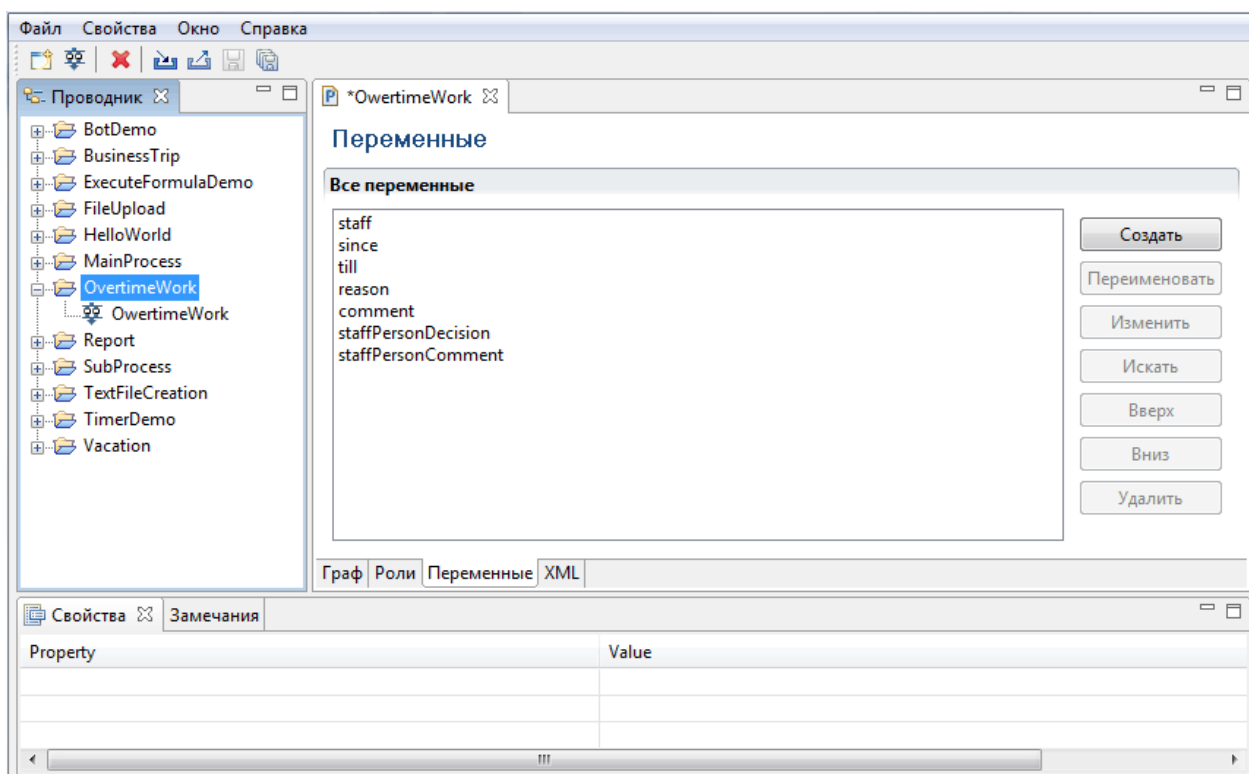 Файл Свойства Окно Справка
Проводник
BotDemo
BusinessTrip
ExecuteFormulaDemo
FileUpload
HelloWorld
MainProcess
OvertimeWork
OwertimeWork
Report
SubProcess
TextFileCreation
TimerDemo
Vacation
*OwertimeWork
Переменные
Все переменные
staff
since
till
reason
comment
staffPersonDecision
staffPersonComment
Создать
Переименовать
Изменить
Искать
Вверх
Вниз
Удалить
Граф Роли Переменные XML
Свойства Замечания
Property Value